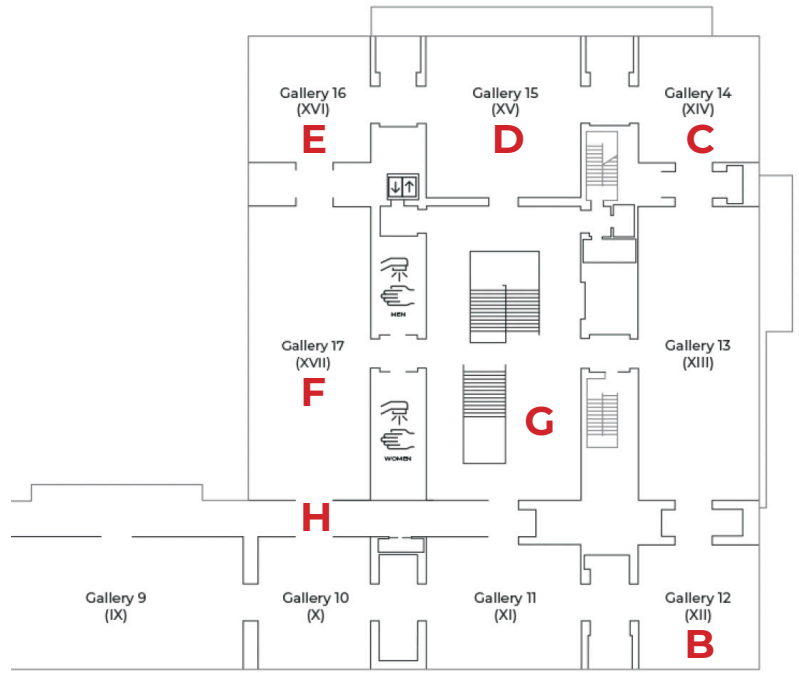 Gallery 16
(XVI)
E
Gallery 15
(XV)
D
Gallery 14
(XIV)
C
MEN
Gallery 17
(XVII)
F
Gallery 13
(XIII)
G
WOMEN
H
Gallery 9
(IX)
Gallery 10
(X)
Gallery 11
(XI)
Gallery 12
(XII)
B